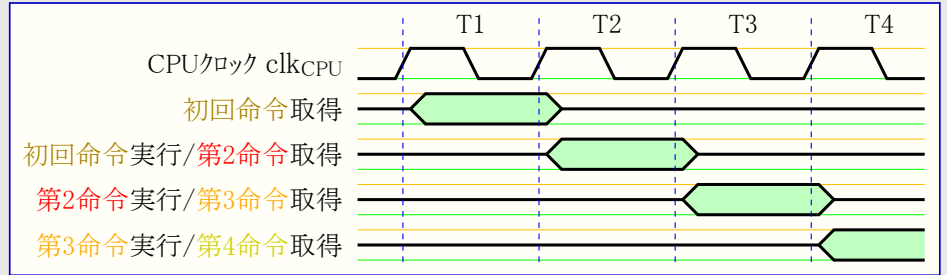 T1 T2 T3 T4
CPUｸﾛｯｸ clkCPU
初回命令取得
初回命令実行/第2命令取得
第2命令実行/第3命令取得
第3命令実行/第4命令取得